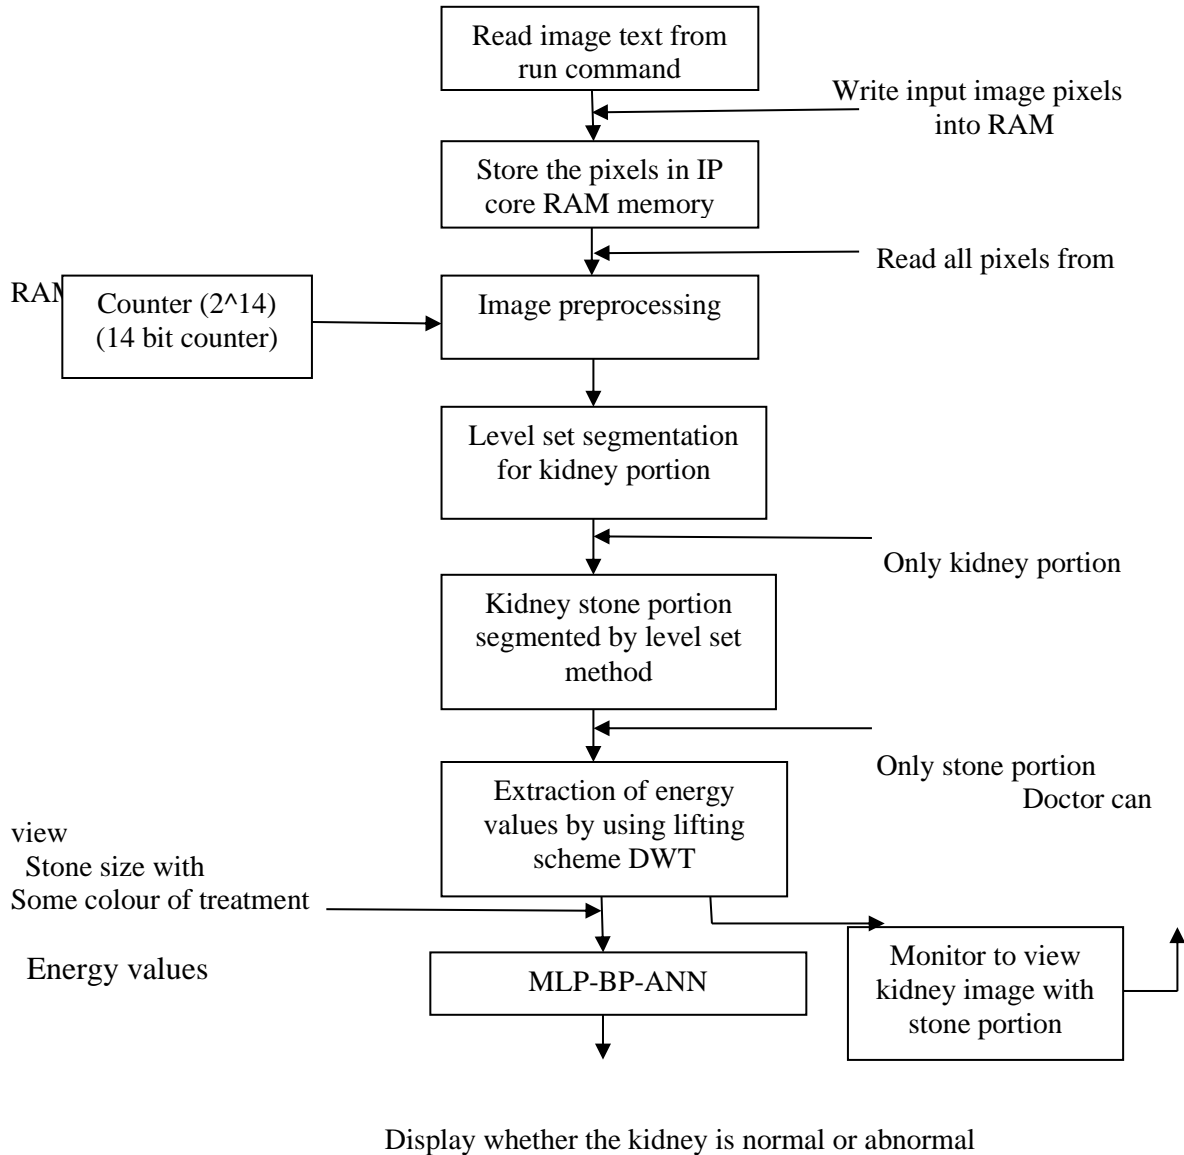 Read image text from
run command
Write input image pixels
into RAM
Store the pixels in IP
core RAM memory
Read all pixels from
RAM
Counter (2^14)
(14 bit counter)
Image preprocessing
Level set segmentation
for kidney portion
Only kidney portion
Kidney stone portion
segmented by level set
method
Only stone portion
Doctor can
view
Extraction of energy
values by using lifting
scheme DWT
Stone size with
Some colour of treatment
Energy values
MLP-BP-ANN
Monitor to view
kidney image with
stone portion
Display whether the kidney is normal or abnormal